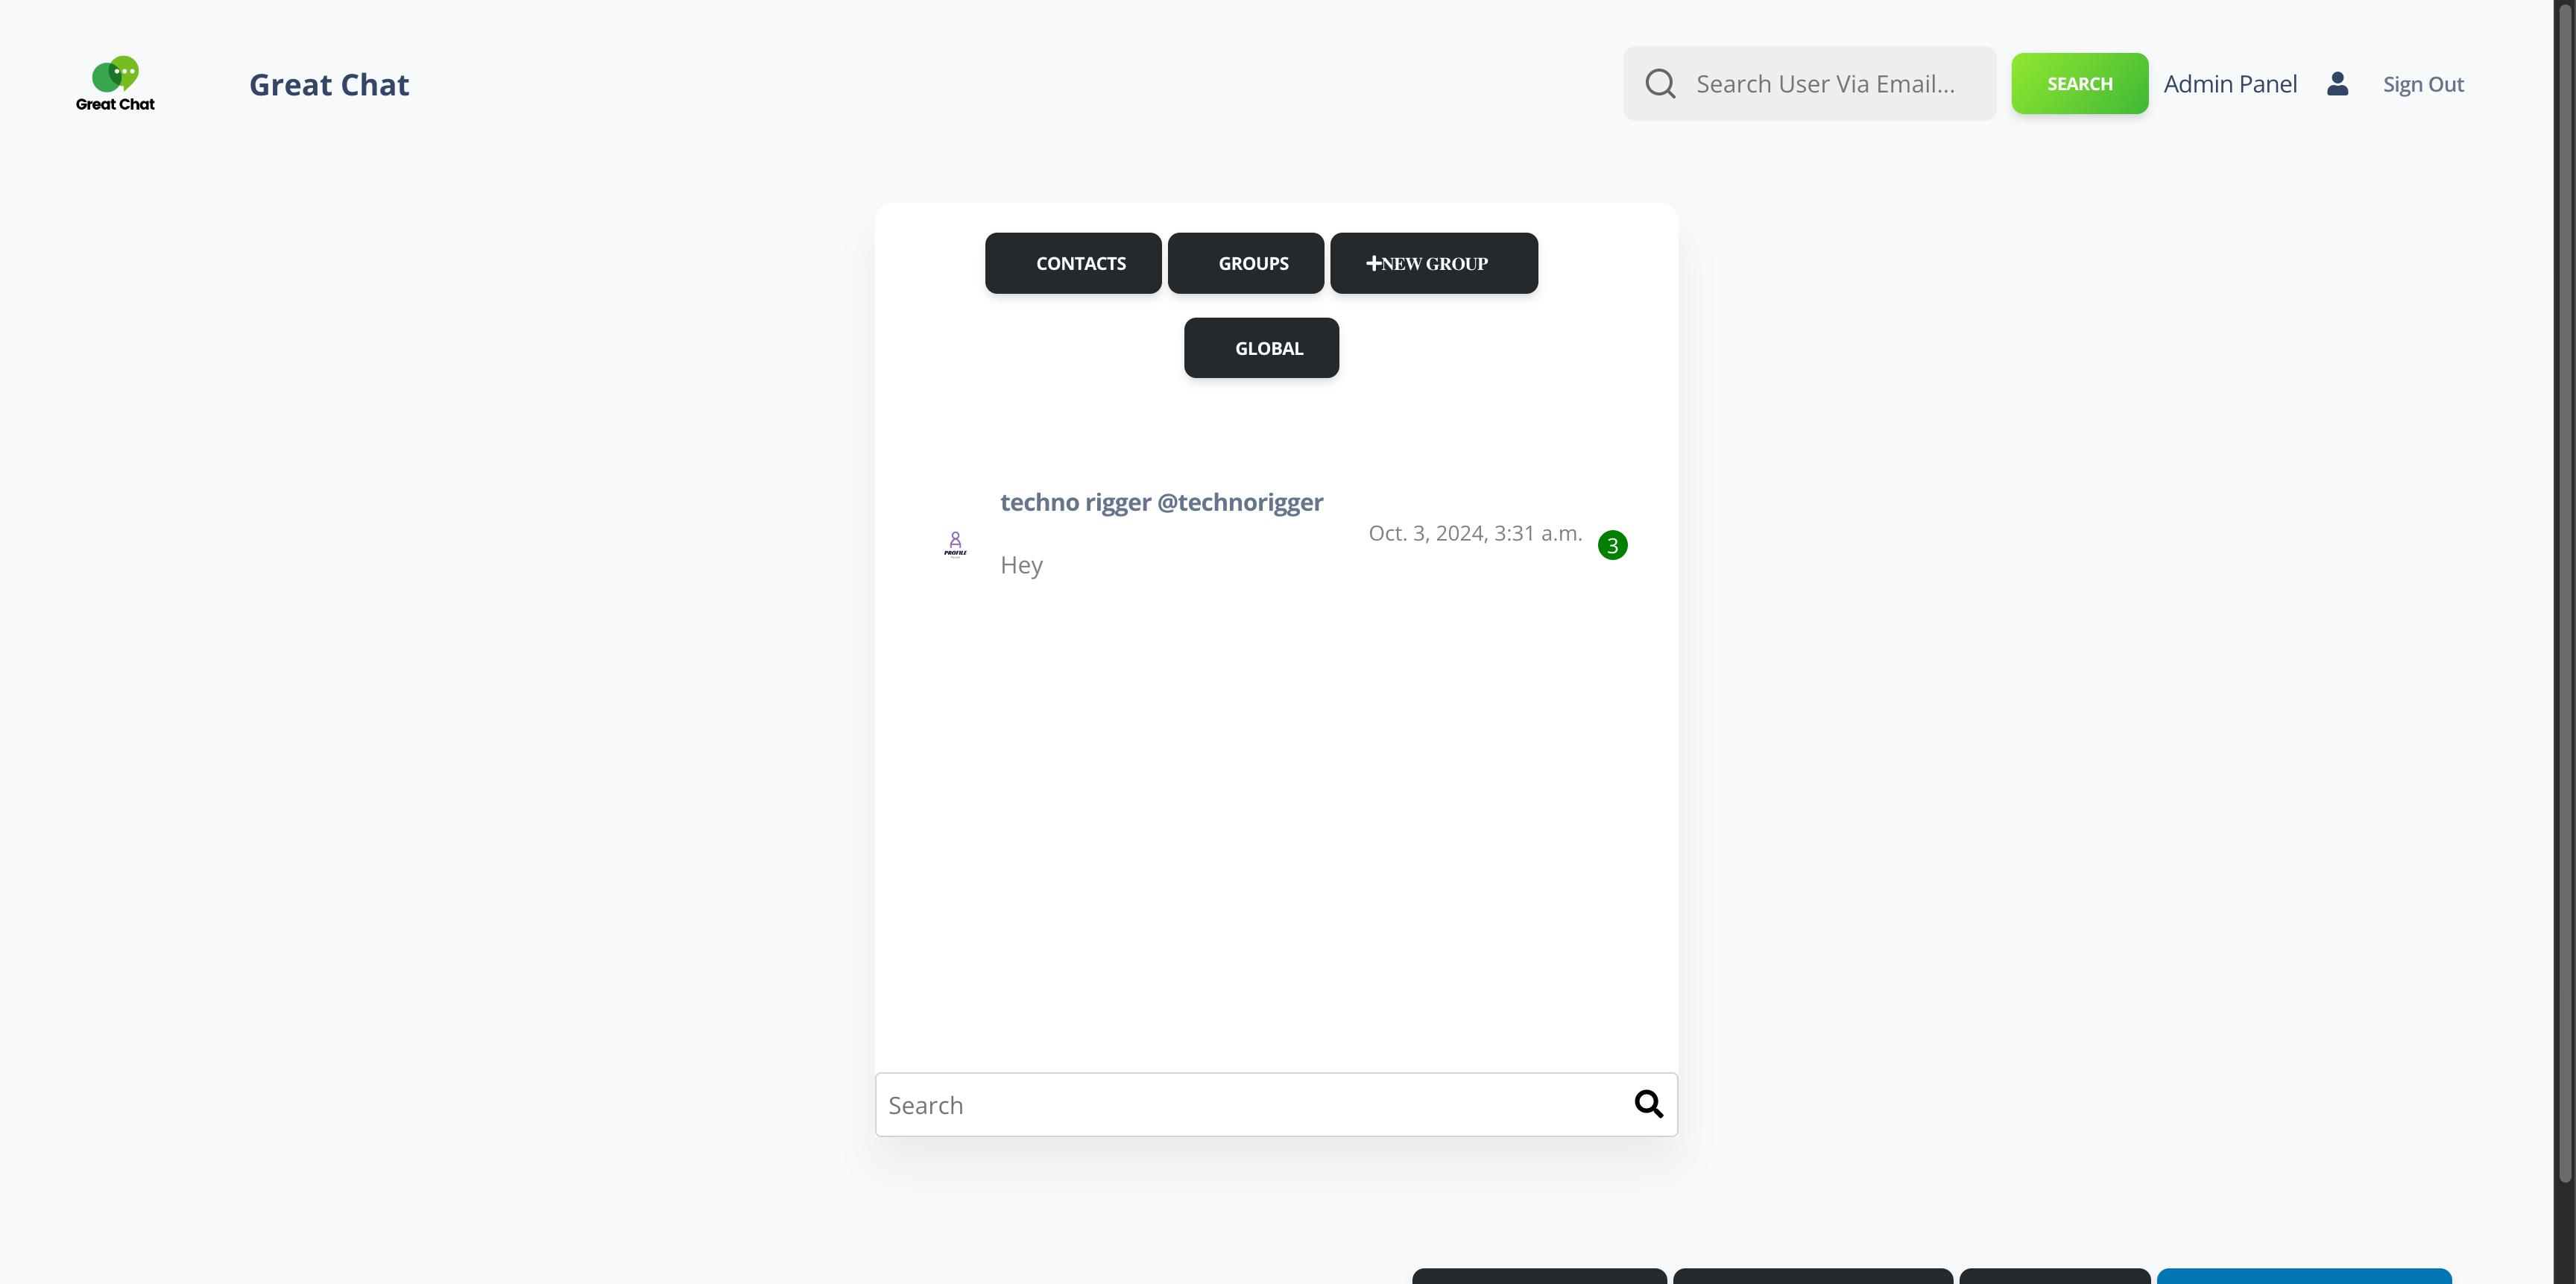 Great Chat
Great Chat
Search User Via Email...
SEARCH
Admin Panel
Sign Out
CONTACTS
GROUPS
NEW GROUP
GLOBAL
techno rigger @technorigger
Oct. 3, 2024, 3:31 a.m.
3
PROFILE
Hey
Search